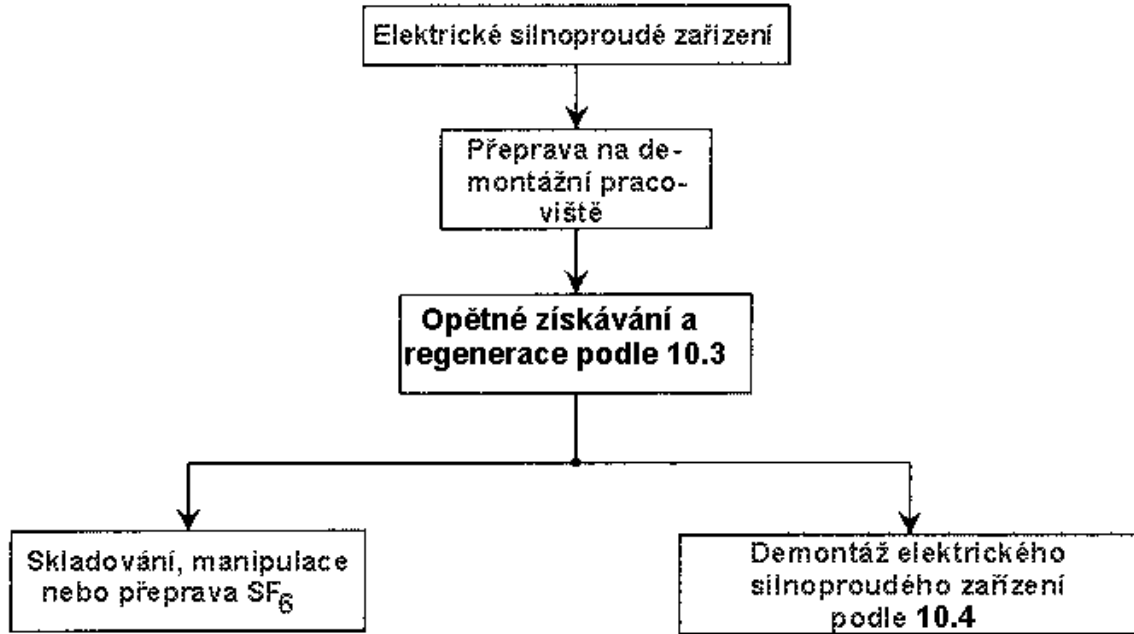 Elektrické silnoproudé zařízení
Přeprava na de-
montážní praco-
viště
Opětné získávání a
regenerace podle 10.3
Skladování, manipulace
nebo přeprava SF6
Demontáž elektrického
silnoproudého zařízení
podle 10.4